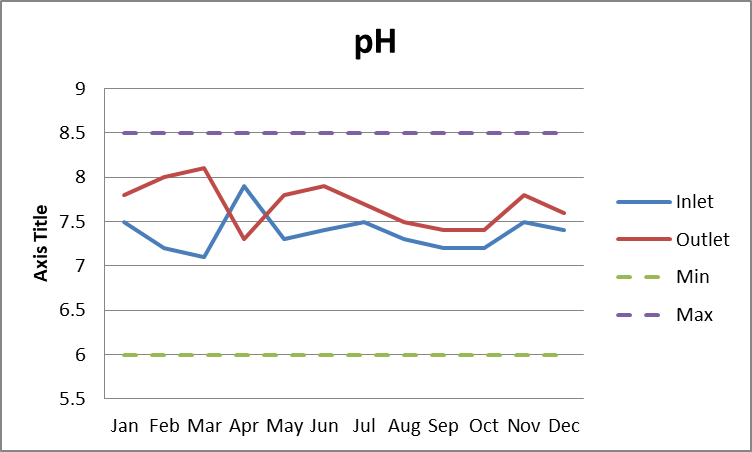 pH
9
8.5
8
7.5
7
6.5
6
5.5
Axis Title
Jan Feb Mar Apr May Jun Jul Aug Sep Oct Nov Dec
Inlet
Outlet
Min
Max